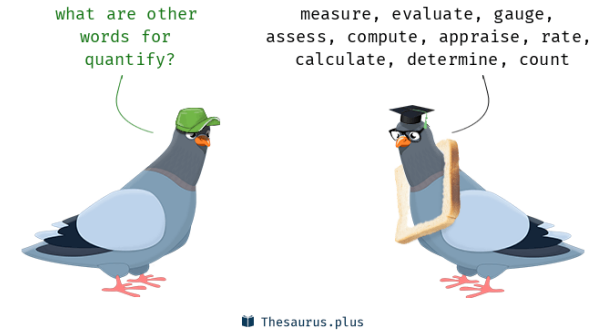 what are other
words for
quantify?
measure, evaluate, gauge,
assess, compute, appraise, rate,
calculate, determine, count
Thesaurus.plus